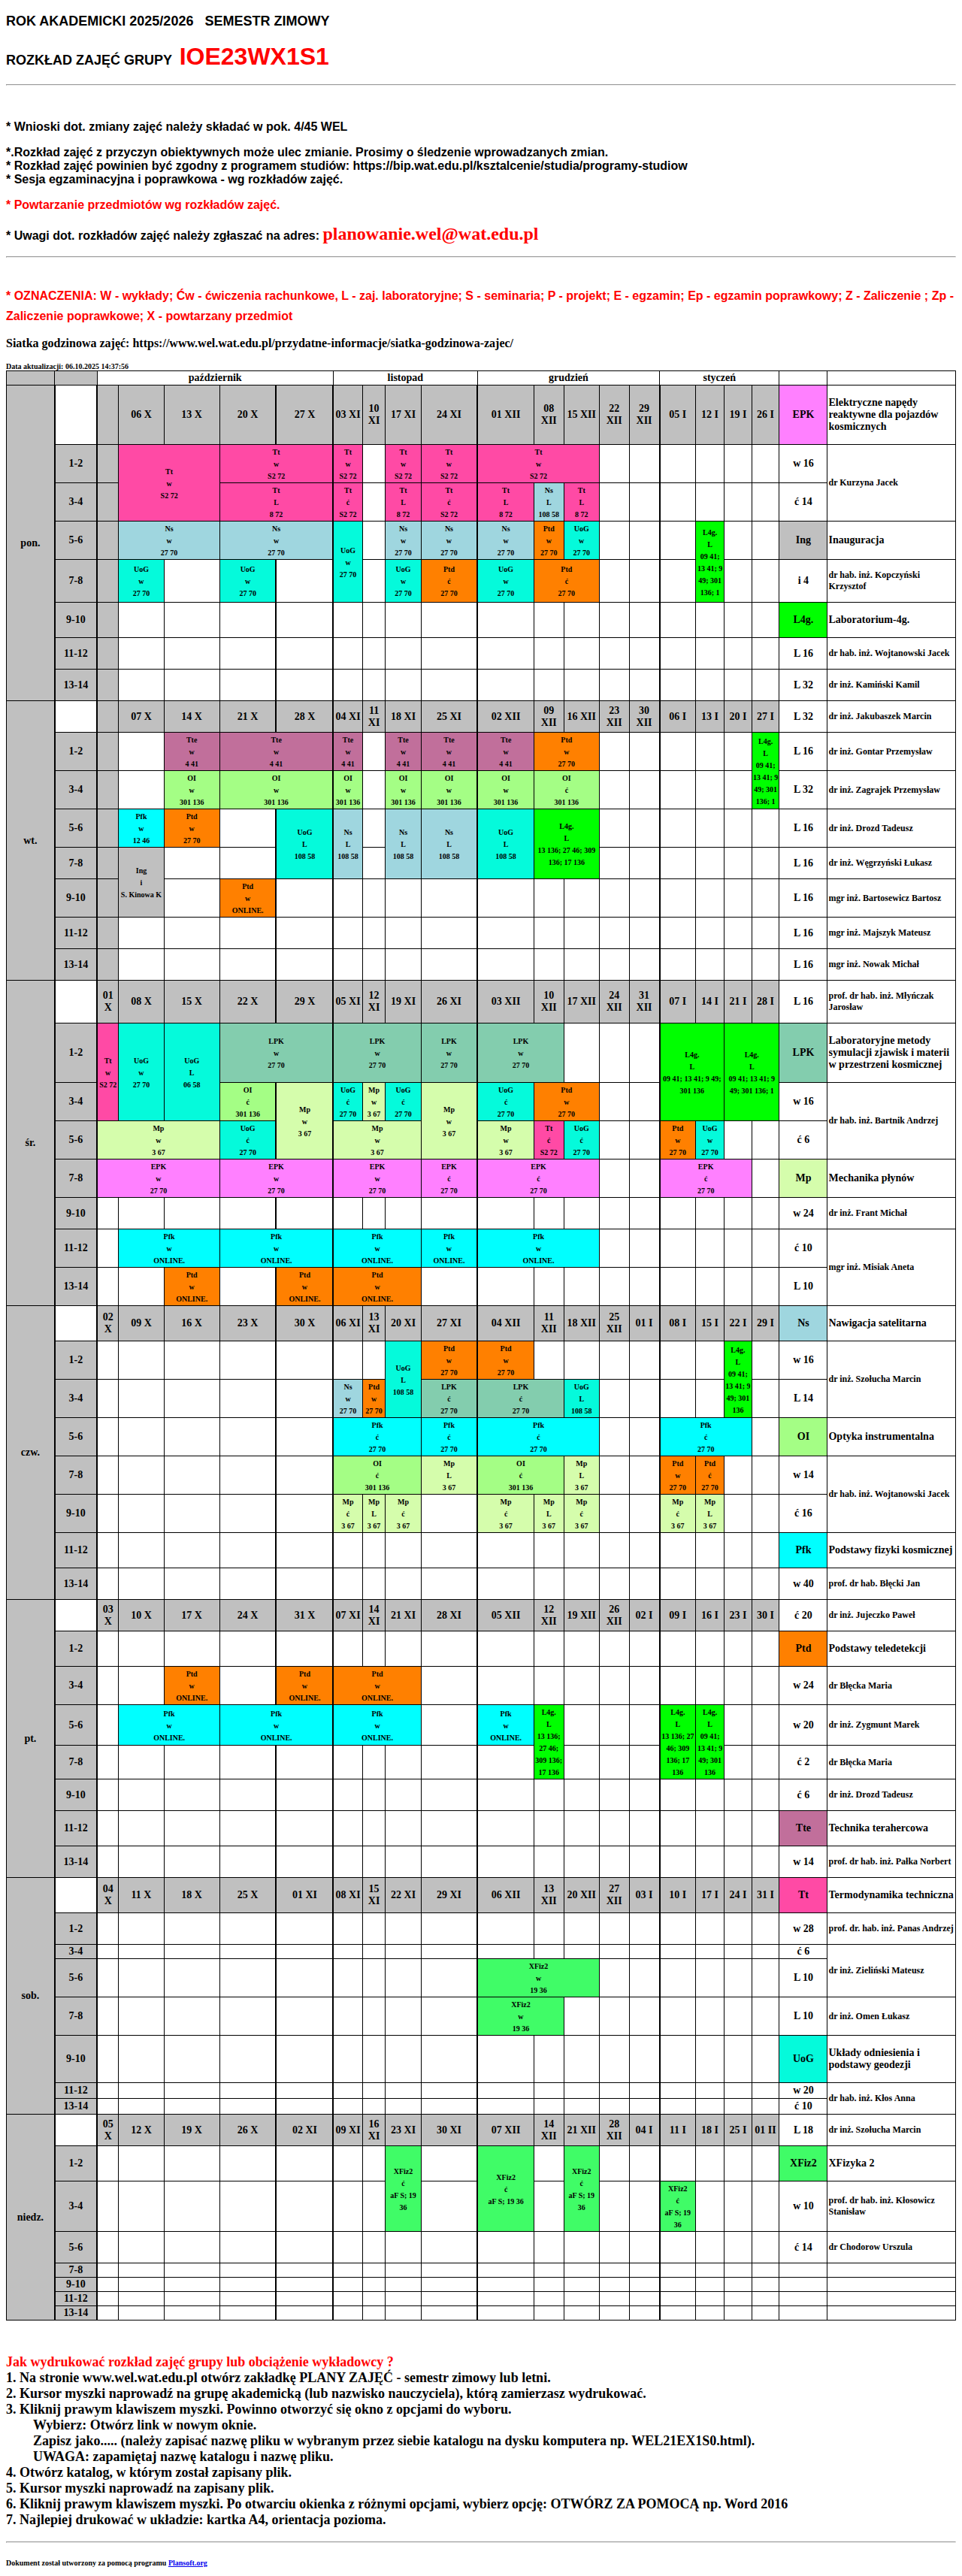 ROK AKADEMICKI 2025/2026 SEMESTR ZIMOWY
ROZKŁAD ZAJĘĆ GRUPY IOE23WX1S1
* Wnioski dot. zmiany zajęć należy składać w pok. 4/45 WEL
*.Rozkład zajęć z przyczyn obiektywnych może ulec zmianie. Prosimy o śledzenie wprowadzanych zmian.
* Rozkład zajęć powinien być zgodny z programem studiów: https://bip.wat.edu.pl/ksztalcenie/studia/programy-studiow
* Sesja egzaminacyjna i poprawkowa - wg rozkładów zajęć.
* Powtarzanie przedmiotów wg rozkładów zajęć.
* Uwagi dot. rozkładów zajęć należy zgłaszać na adres: planowanie.wel@wat.edu.pl
* OZNACZENIA: W - wykłady; Ćw - ćwiczenia rachunkowe, L - zaj. laboratoryjne; S - seminaria; P - projekt; E - egzamin; Ep - egzamin poprawkowy; Z - Zaliczenie ; Zp -
Zaliczenie poprawkowe; X - powtarzany przedmiot
Siatka godzinowa zajęć: https://www.wel.wat.edu.pl/przydatne-informacje/siatka-godzinowa-zajec/
Data aktualizacji: 06.10.2025 14:37:56
październik listopad grudzień styczeń
pon. 06 X 13 X 20 X 27 X 03 XI 10 XI 17 XI 24 XI 01 XII 08 XII 15 XII 22 XII 29 XII 05 I 12 I 19 I 26 I EPK Elektryczne napędy reaktywne dla pojazdów kosmicznych
1-2 Tt w S2 72 Tt w S2 72 Tt w S2 72 Tt w S2 72 Tt w S2 72 Tt w S2 72 w 16 dr Kurzyna Jacek
3-4 Tt L 8 72 Tt ć S2 72 Tt L 8 72 Tt ć S2 72 Tt L 8 72 Ns L 108 58 Tt L 8 72 ć 14
5-6 Ns w 27 70 Ns w 27 70 UoG w 27 70 Ns w 27 70 Ns w 27 70 Ns w 27 70 Ptd w 27 70 UoG w 27 70 L4g. L 09 41; 13 41; 9 49; 301 136; 1 Ing Inauguracja
7-8 UoG w 27 70 UoG w 27 70 UoG w 27 70 Ptd ć 27 70 UoG w 27 70 Ptd ć 27 70 i 4 dr hab. inż. Kopczyński Krzysztof
9-10 L4g. Laboratorium-4g.
11-12 L 16 dr hab. inż. Wojtanowski Jacek
13-14 L 32 dr inż. Kamiński Kamil
wt. 07 X 14 X 21 X 28 X 04 XI 11 XI 18 XI 25 XI 02 XII 09 XII 16 XII 23 XII 30 XII 06 I 13 I 20 I 27 I L 32 dr inż. Jakubaszek Marcin
1-2 Tte w 4 41 Tte w 4 41 Tte w 4 41 Tte w 4 41 Tte w 4 41 Tte w 4 41 Ptd w 27 70 L4g. L 09 41; 13 41; 9 49; 301 136; 1 L 16 dr inż. Gontar Przemysław
3-4 OI w 301 136 OI w 301 136 OI w 301 136 OI w 301 136 OI w 301 136 OI w 301 136 OI ć 301 136 L 32 dr inż. Zagrajek Przemysław
5-6 Pfk w 12 46 Ptd w 27 70 UoG L 108 58 Ns L 108 58 Ns L 108 58 Ns L 108 58 UoG L 108 58 L4g. L 13 136; 27 46; 309 136; 17 136 L 16 dr inż. Drozd Tadeusz
7-8 Ing i S. Kinowa K L 16 dr inż. Węgrzyński Łukasz
9-10 Ptd w ONLINE. L 16 mgr inż. Bartosewicz Bartosz
11-12 L 16 mgr inż. Majszyk Mateusz
13-14 L 16 mgr inż. Nowak Michał
śr. 01 X 08 X 15 X 22 X 29 X 05 XI 12 XI 19 XI 26 XI 03 XII 10 XII 17 XII 24 XII 31 XII 07 I 14 I 21 I 28 I L 16 prof. dr hab. inż. Młyńczak Jarosław
1-2 Tt w S2 72 UoG w 27 70 UoG L 06 58 LPK w 27 70 LPK w 27 70 LPK w 27 70 LPK w 27 70 L4g. L 09 41; 13 41; 9 49; 301 136 L4g. L 09 41; 13 41; 9 49; 301 136; 1 LPK Laboratoryjne metody symulacji zjawisk i materii w przestrzeni kosmicznej
3-4 OI ć 301 136 Mp w 3 67 UoG ć 27 70 Mp w 3 67 UoG ć 27 70 Mp w 3 67 UoG ć 27 70 Ptd w 27 70 w 16 dr hab. inż. Bartnik Andrzej
5-6 Mp w 3 67 UoG ć 27 70 Mp w 3 67 Mp w 3 67 Tt ć S2 72 UoG ć 27 70 Ptd w 27 70 UoG w 27 70 ć 6
7-8 EPK w 27 70 EPK w 27 70 EPK w 27 70 EPK ć 27 70 EPK ć 27 70 EPK ć 27 70 Mp Mechanika płynów
9-10 w 24 dr inż. Frant Michał
11-12 Pfk w ONLINE. Pfk w ONLINE. Pfk w ONLINE. Pfk w ONLINE. Pfk w ONLINE. ć 10 mgr inż. Misiak Aneta
13-14 Ptd w ONLINE. Ptd w ONLINE. Ptd w ONLINE. L 10
czw. 02 X 09 X 16 X 23 X 30 X 06 XI 13 XI 20 XI 27 XI 04 XII 11 XII 18 XII 25 XII 01 I 08 I 15 I 22 I 29 I Ns Nawigacja satelitarna
1-2 UoG L 108 58 Ptd w 27 70 Ptd w 27 70 L4g. L 09 41; 13 41; 9 49; 301 136 w 16 dr inż. Szolucha Marcin
3-4 Ns w 27 70 Ptd w 27 70 LPK ć 27 70 LPK ć 27 70 UoG L 108 58 L 14
5-6 Pfk ć 27 70 Pfk ć 27 70 Pfk ć 27 70 Pfk ć 27 70 OI Optyka instrumentalna
7-8 OI ć 301 136 Mp L 3 67 OI ć 301 136 Mp L 3 67 Ptd w 27 70 Ptd ć 27 70 w 14 dr hab. inż. Wojtanowski Jacek
9-10 Mp ć 3 67 Mp L 3 67 Mp ć 3 67 Mp ć 3 67 Mp L 3 67 Mp ć 3 67 Mp ć 3 67 Mp L 3 67 ć 16
11-12 Pfk Podstawy fizyki kosmicznej
13-14 w 40 prof. dr hab. Błęcki Jan
pt. 03 X 10 X 17 X 24 X 31 X 07 XI 14 XI 21 XI 28 XI 05 XII 12 XII 19 XII 26 XII 02 I 09 I 16 I 23 I 30 I ć 20 dr inż. Jujeczko Paweł
1-2 Ptd Podstawy teledetekcji
3-4 Ptd w ONLINE. Ptd w ONLINE. Ptd w ONLINE. w 24 dr Błęcka Maria
5-6 Pfk w ONLINE. Pfk w ONLINE. Pfk w ONLINE. Pfk w ONLINE. L4g. L 13 136; 27 46; 309 136; 17 136 L4g. L 13 136; 27 46; 309 136; 17 136 L4g. L 09 41; 13 41; 9 49; 301 136 w 20 dr inż. Zygmunt Marek
7-8 ć 2 dr Błęcka Maria
9-10 ć 6 dr inż. Drozd Tadeusz
11-12 Tte Technika terahercowa
13-14 w 14 prof. dr hab. inż. Pałka Norbert
sob. 04 X 11 X 18 X 25 X 01 XI 08 XI 15 XI 22 XI 29 XI 06 XII 13 XII 20 XII 27 XII 03 I 10 I 17 I 24 I 31 I Tt Termodynamika techniczna
1-2 w 28 prof. dr. hab. inż. Panas Andrzej
3-4 ć 6 dr inż. Zieliński Mateusz
5-6 XFiz2 w 19 36 L 10
7-8 XFiz2 w 19 36 L 10 dr inż. Omen Łukasz
9-10 UoG Układy odniesienia i podstawy geodezji
11-12 w 20 dr hab. inż. Kłos Anna
13-14 ć 10
niedz. 05 X 12 X 19 X 26 X 02 XI 09 XI 16 XI 23 XI 30 XI 07 XII 14 XII 21 XII 28 XII 04 I 11 I 18 I 25 I 01 II L 18 dr inż. Szolucha Marcin
1-2 XFiz2 ć aF S; 19 36 XFiz2 ć aF S; 19 36 XFiz2 ć aF S; 19 36 XFiz2 XFizyka 2
3-4 XFiz2 ć aF S; 19 36 w 10 prof. dr hab. inż. Kłosowicz Stanisław
5-6 ć 14 dr Chodorow Urszula
7-8
9-10
11-12
13-14
Jak wydrukować rozkład zajęć grupy lub obciążenie wykładowcy ?
1. Na stronie www.wel.wat.edu.pl otwórz zakładkę PLANY ZAJĘĆ - semestr zimowy lub letni.
2. Kursor myszki naprowadź na grupę akademicką (lub nazwisko nauczyciela), którą zamierzasz wydrukować.
3. Kliknij prawym klawiszem myszki. Powinno otworzyć się okno z opcjami do wyboru.
Wybierz: Otwórz link w nowym oknie.
Zapisz jako..... (należy zapisać nazwę pliku w wybranym przez siebie katalogu na dysku komputera np. WEL21EX1S0.html).
UWAGA: zapamiętaj nazwę katalogu i nazwę pliku.
4. Otwórz katalog, w którym został zapisany plik.
5. Kursor myszki naprowadź na zapisany plik.
6. Kliknij prawym klawiszem myszki. Po otwarciu okienka z różnymi opcjami, wybierz opcję: OTWÓRZ ZA POMOCĄ np. Word 2016
7. Najlepiej drukować w układzie: kartka A4, orientacja pozioma.
Dokument został utworzony za pomocą programu Plansoft.org